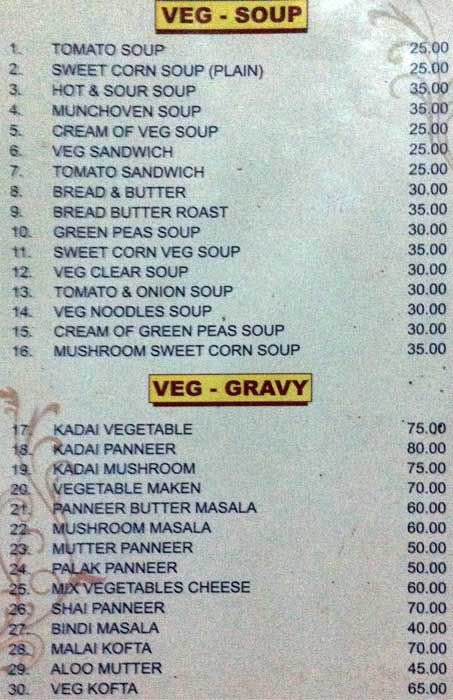 VEG - SOUP
1. TOMATO SOUP 25.00
2. SWEET CORN SOUP (PLAIN) 25.00
3. HOT & SOUR SOUP 35.00
4. MUNCHOVEN SOUP 35.00
5. CREAM OF VEG SOUP 25.00
6. VEG SANDWICH 25.00
7. TOMATO SANDWICH 25.00
8. BREAD & BUTTER 30.00
9. BREAD BUTTER ROAST 35.00
10. GREEN PEAS SOUP 30.00
11. SWEET CORN VEG SOUP 35.00
12. VEG CLEAR SOUP 30.00
13. TOMATO & ONION SOUP 30.00
14. VEG NOODLES SOUP 30.00
15. CREAM OF GREEN PEAS SOUP 30.00
16. MUSHROOM SWEET CORN SOUP 35.00
VEG - GRAVY
17. KADAI VEGETABLE 75.00
18. KADAI PANNEER 80.00
19. KADAI MUSHROOM 75.00
20. VEGETABLE MAKEN 70.00
21. PANNEER BUTTER MASALA 60.00
22. MUSHROOM MASALA 60.00
23. MUTTER PANNEER 50.00
24. PALAK PANNEER 50.00
25. MIX VEGETABLES CHEESE 60.00
26. SHAI PANNEER 70.00
27. BINDI MASALA 40.00
28. MALAI KOFTA 70.00
29. ALOO MUTTER 45.00
30. VEG KOFTA 65.00